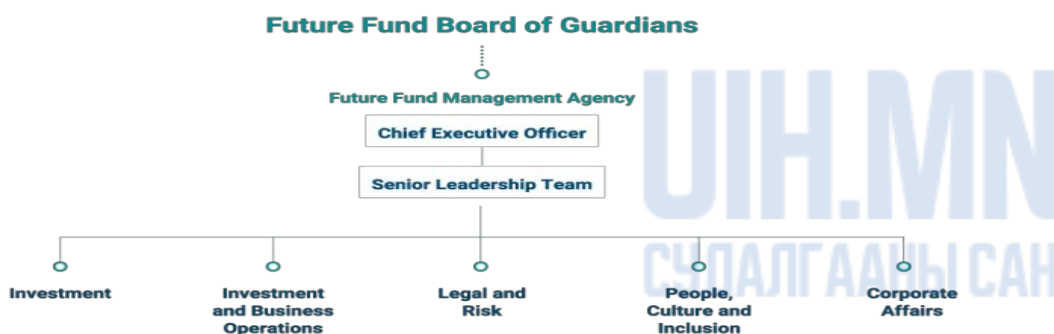 Future Fund Board of Guardians
Future Fund Management Agency
Chief Executive Officer
Senior Leadership Team
Investment
Investment
and Business
Operations
Legal and
Risk
People,
Culture and
Inclusion
Corporate
Affairs
UIH.MN
СУДАЛГААНЫ САН